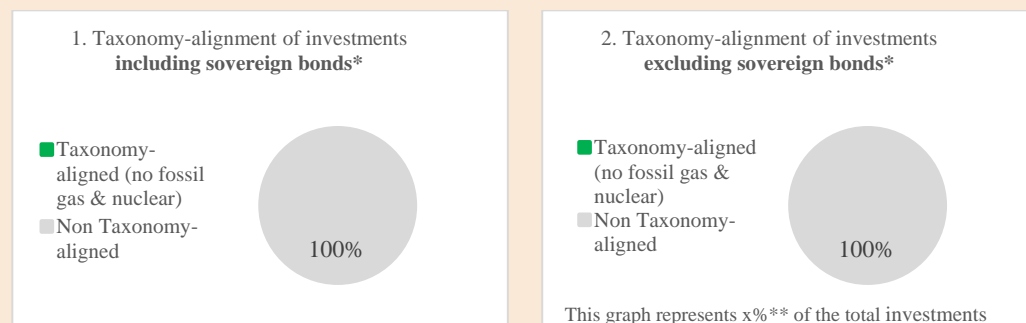 1. Taxonomy-alignment of investments
including sovereign bonds*
Taxonomy-
aligned (no fossil
gas & nuclear)
Non Taxonomy-
aligned
100%
2. Taxonomy-alignment of investments
excluding sovereign bonds*
Taxonomy-aligned
(no fossil gas &
nuclear)
Non Taxonomy-
aligned
100%
This graph represents x%** of the total investments